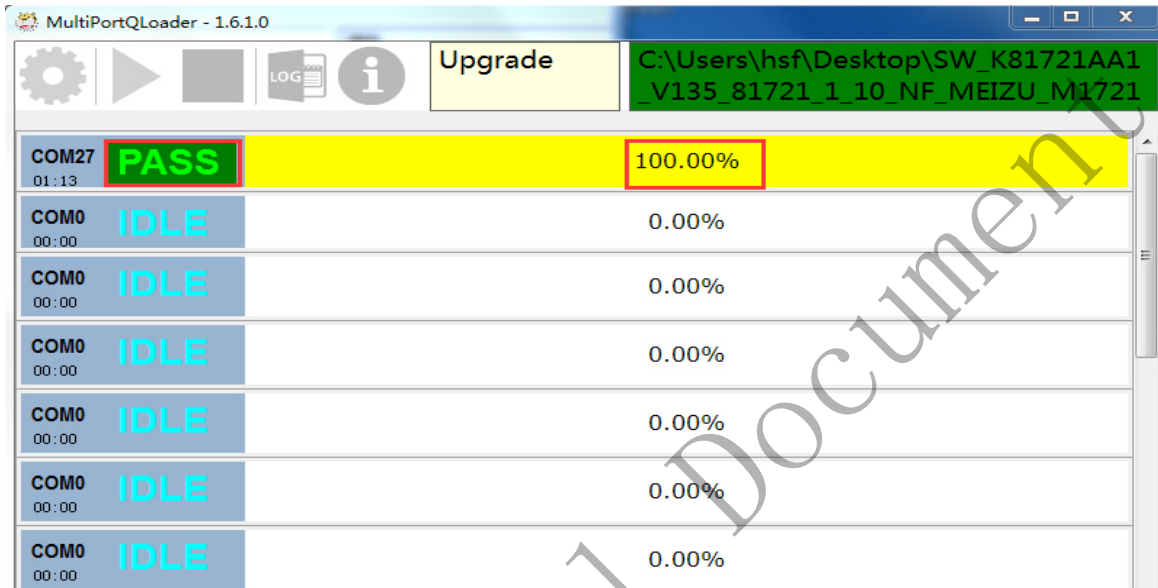 MultiPortQLoader - 1.6.1.0
LOG
Upgrade
C:\Users\hsf\Desktop\SW_K81721AA1
_V135_81721_1_10_NF_MEIZU_M1721
COM27 PASS 100.00%
01:13
COM0 IDLE 0.00%
00:00
COM0 IDLE 0.00%
00:00
COM0 IDLE 0.00%
00:00
COM0 IDLE 0.00%
00:00
COM0 IDLE 0.00%
00:00
COM0 IDLE 0.00%
00:00
Document